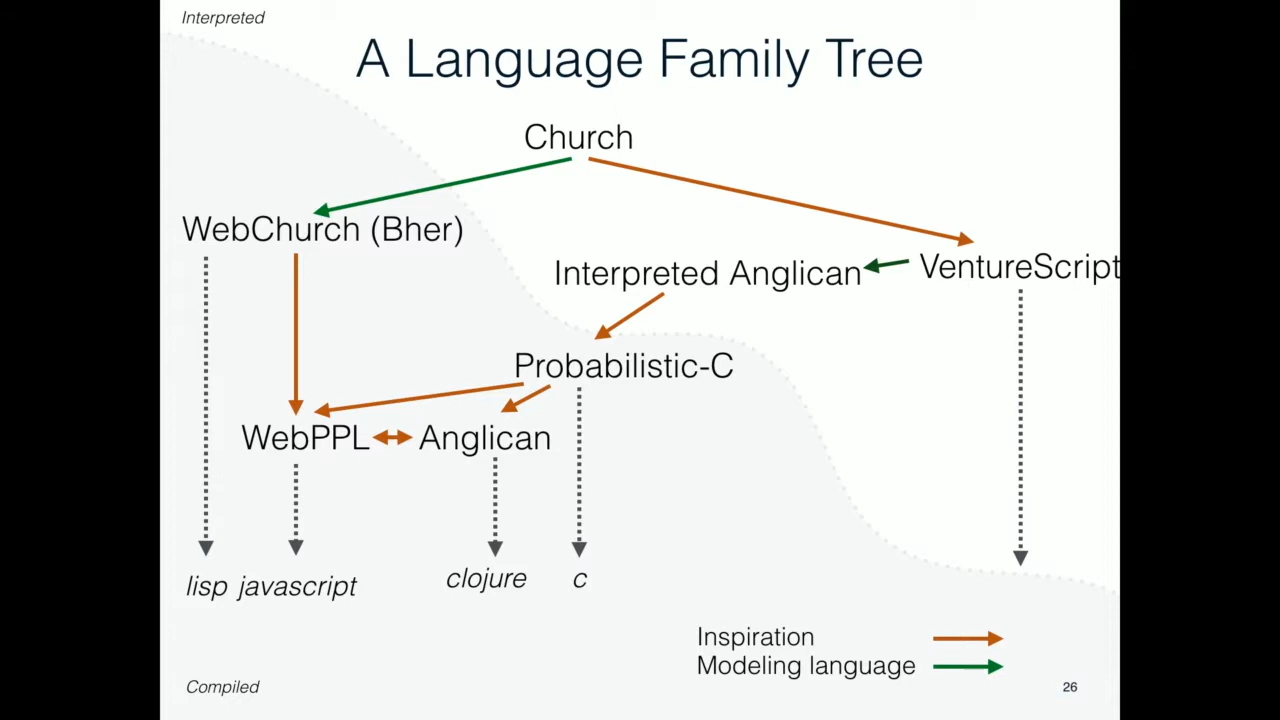 Interpreted
A Language Family Tree
Church
WebChurch (Bher)
Interpreted Anglican
VentureScript
Probabilistic-C
WebPPL
Anglican
lisp
javascript
clojure
c
Inspiration
Modeling language
Compiled
26